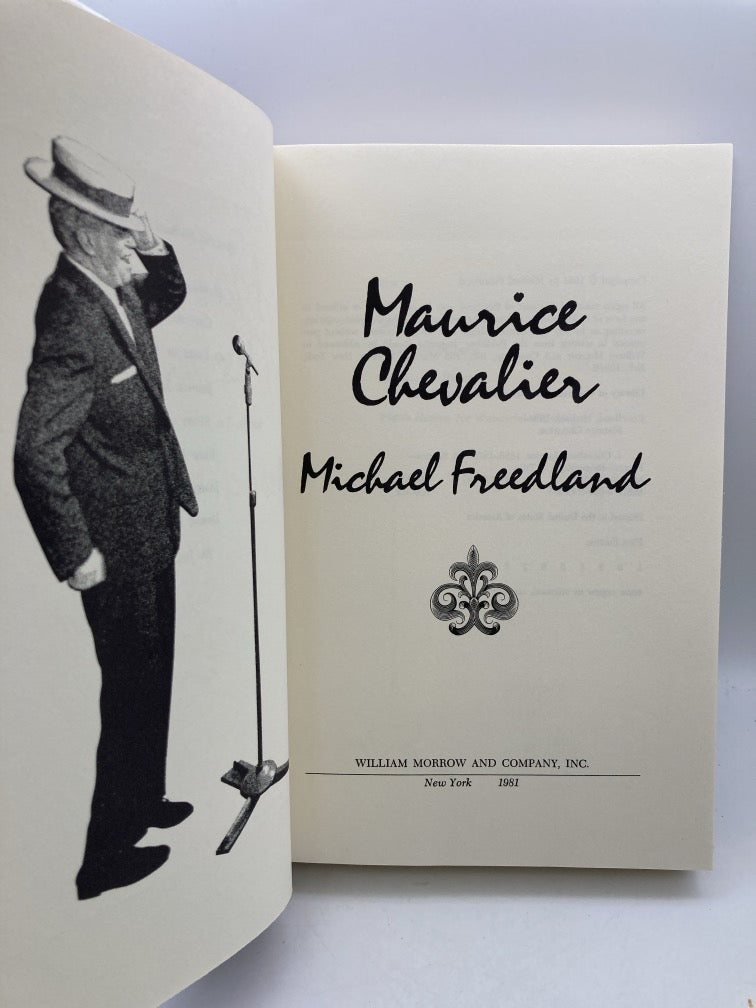 Maurice
Chevalier
Michael Freedland
WILLIAM MORROW AND COMPANY, INC.
New York 1981